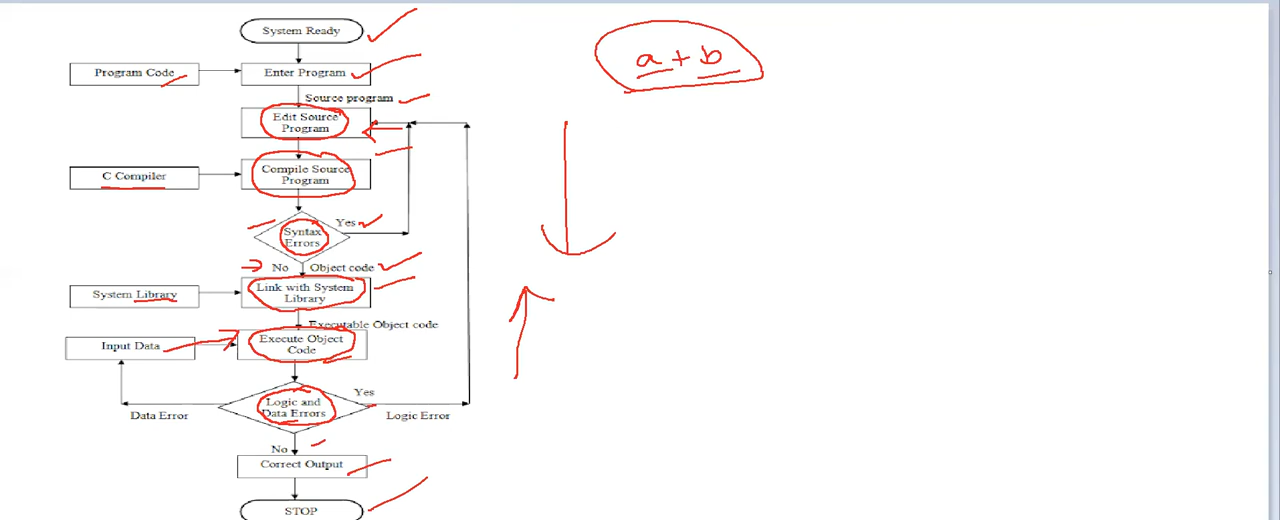 System Ready
a + b
Program Code
Enter Program
Source program
Edit Source
Program
C Compiler
Compile Source
Program
Yes
Syntax
Errors
No
Object code
System Library
Link with System
Library
Executable Object code
Input Data
Execute Object
Code
Yes
Logic and
Data Errors
Data Error
Logic Error
No
Correct Output
STOP